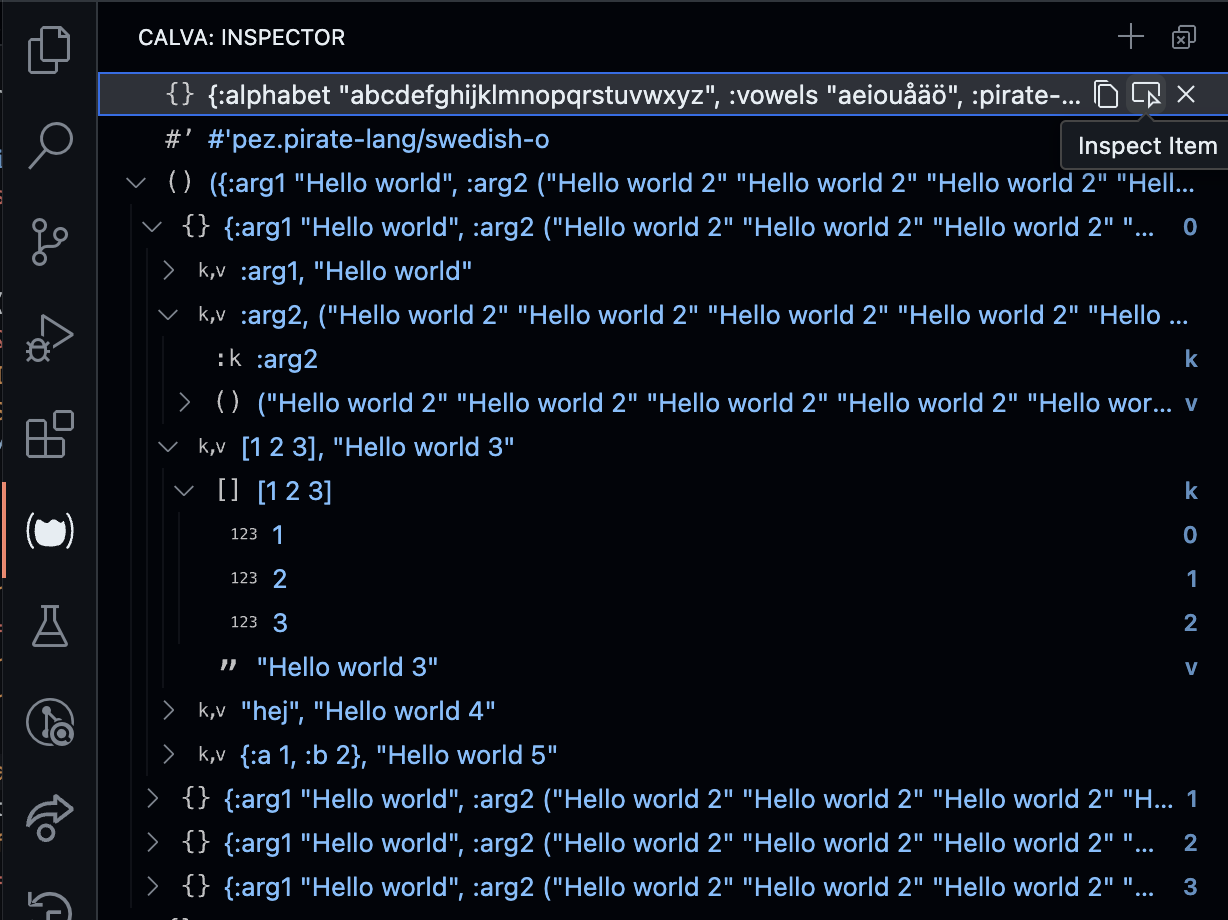 CALVA: INSPECTOR
{} {:alphabet "abcdefghijklmnopqrstuvwxyz", :vowels "aeiouåäö", :pirate-...
#’ #'pez.pirate-lang/swedish-o
Inspect Item
() ({:arg1 "Hello world", :arg2 ("Hello world 2" "Hello world 2" "Hello world 2" "Hell...
{} {:arg1 "Hello world", :arg2 ("Hello world 2" "Hello world 2" "Hello world 2" "... 0
k,v :arg1, "Hello world"
k,v :arg2, ("Hello world 2" "Hello world 2" "Hello world 2" "Hello world 2" "Hello ...
:k :arg2 k
() ("Hello world 2" "Hello world 2" "Hello world 2" "Hello world 2" "Hello wor... v
k,v [1 2 3], "Hello world 3"
[] [1 2 3] k
123 1 0
123 2 1
123 3 2
” "Hello world 3" v
k,v "hej", "Hello world 4"
k,v {:a 1, :b 2}, "Hello world 5"
{} {:arg1 "Hello world", :arg2 ("Hello world 2" "Hello world 2" "Hello world 2" "H... 1
{} {:arg1 "Hello world", :arg2 ("Hello world 2" "Hello world 2" "Hello world 2" "... 2
{} {:arg1 "Hello world", :arg2 ("Hello world 2" "Hello world 2" "Hello world 2" "... 3